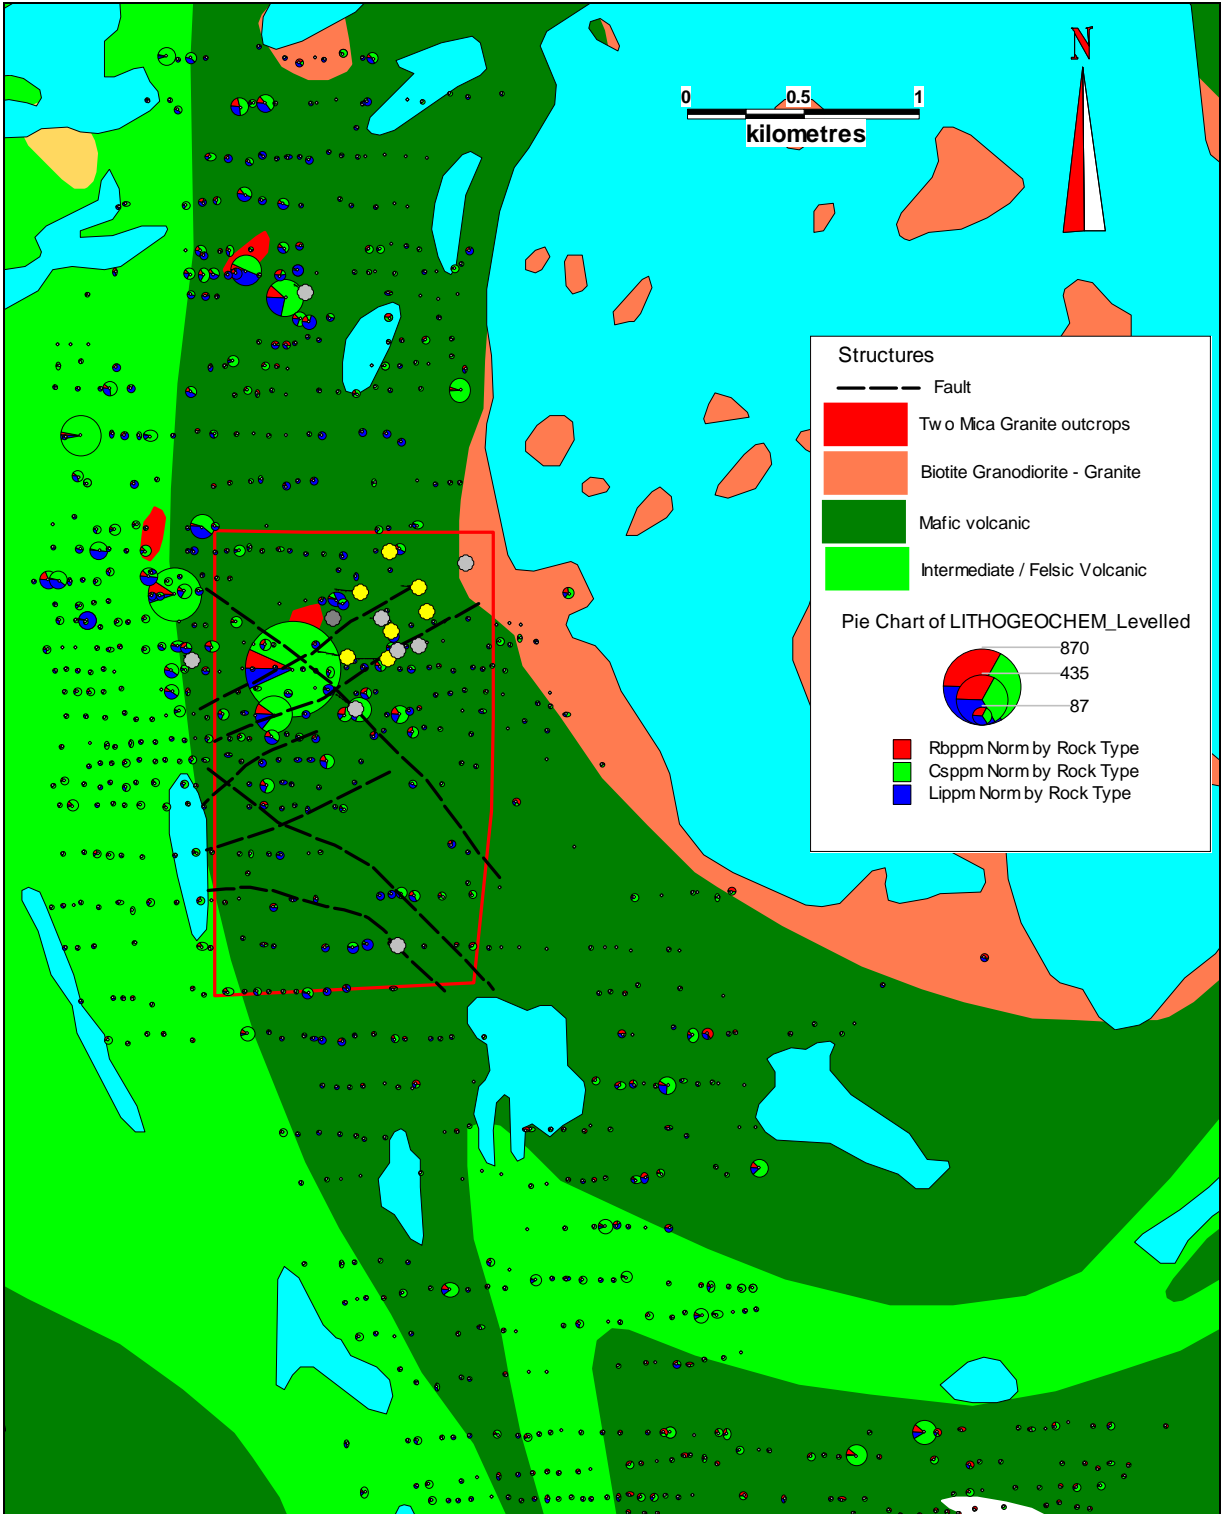 N
0 0.5 1
kilometres
Structures
Fault
Two Mica Granite outcrops
Biotite Granodiorite - Granite
Mafic volcanic
Intermediate / Felsic Volcanic
Pie Chart of LITHOGEOCHEM_Levelled
870
435
87
Rbppm Norm by Rock Type
Csppm Norm by Rock Type
Lippm Norm by Rock Type